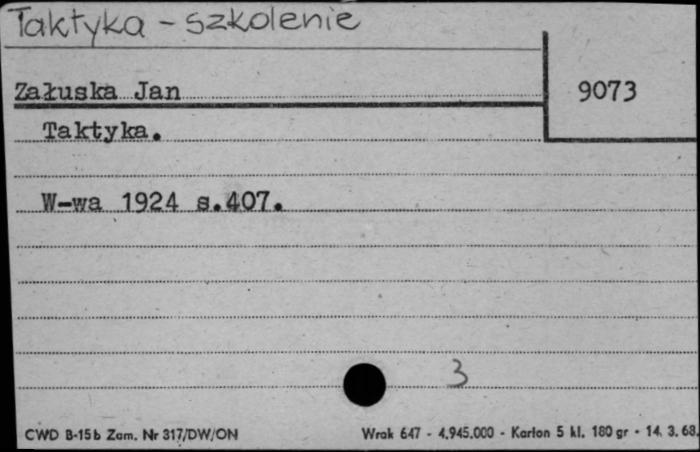 Taktyka - szkolenie
Załuska Jan
9073
Taktyka.
W-wa 1924 s.407.
3
CWD B-15b Zam. Nr 317/DW/ON
Wrak 647 - 4.945.000 - Karton 5 kl. 180 gr - 14. 3. 68.